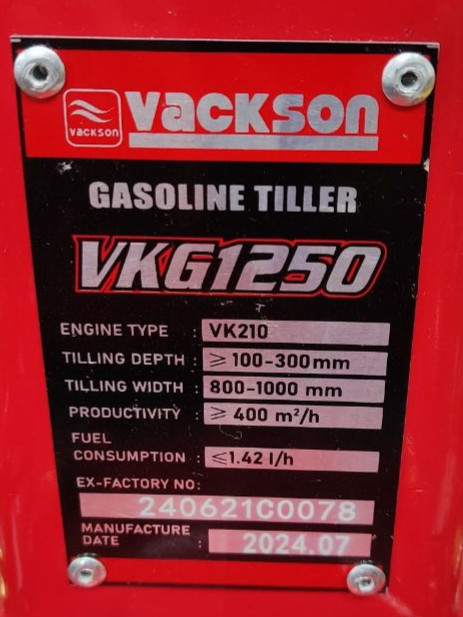 VACKSON
VACKSON
GASOLINE TILLER
VKG1250
ENGINE TYPE : VK210
TILLING DEPTH : ≥ 100-300mm
TILLING WIDTH : 800-1000 mm
PRODUCTIVITY : ≥ 400 m²/h
FUEL
CONSUMPTION : ≤1.42 l/h
EX-FACTORY NO:
240621C0078
MANUFACTURE
DATE : 2024.07